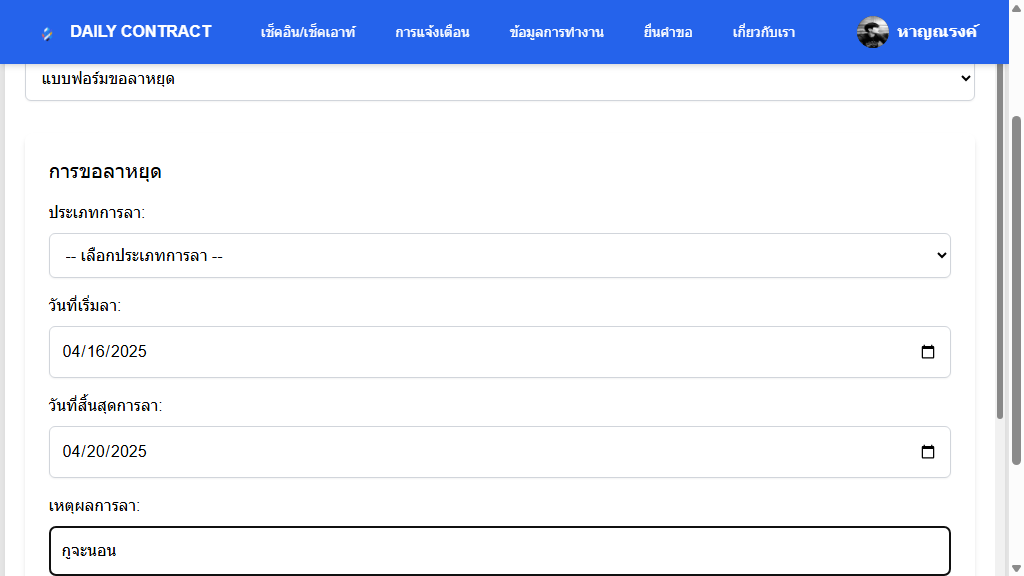 DAILY CONTRACT เช็คอิน/เช็คเอาท์ การแจ้งเตือน ข้อมูลการทำงาน ยื่นคำขอ เกี่ยวกับเรา หาญณรงค์
แบบฟอร์มขอลาหยุด
การขอลาหยุด
ประเภทการลา:
-- เลือกประเภทการลา --
วันที่เริ่มลา:
04/16/2025
วันที่สิ้นสุดการลา:
04/20/2025
เหตุผลการลา:
กูจะนอน